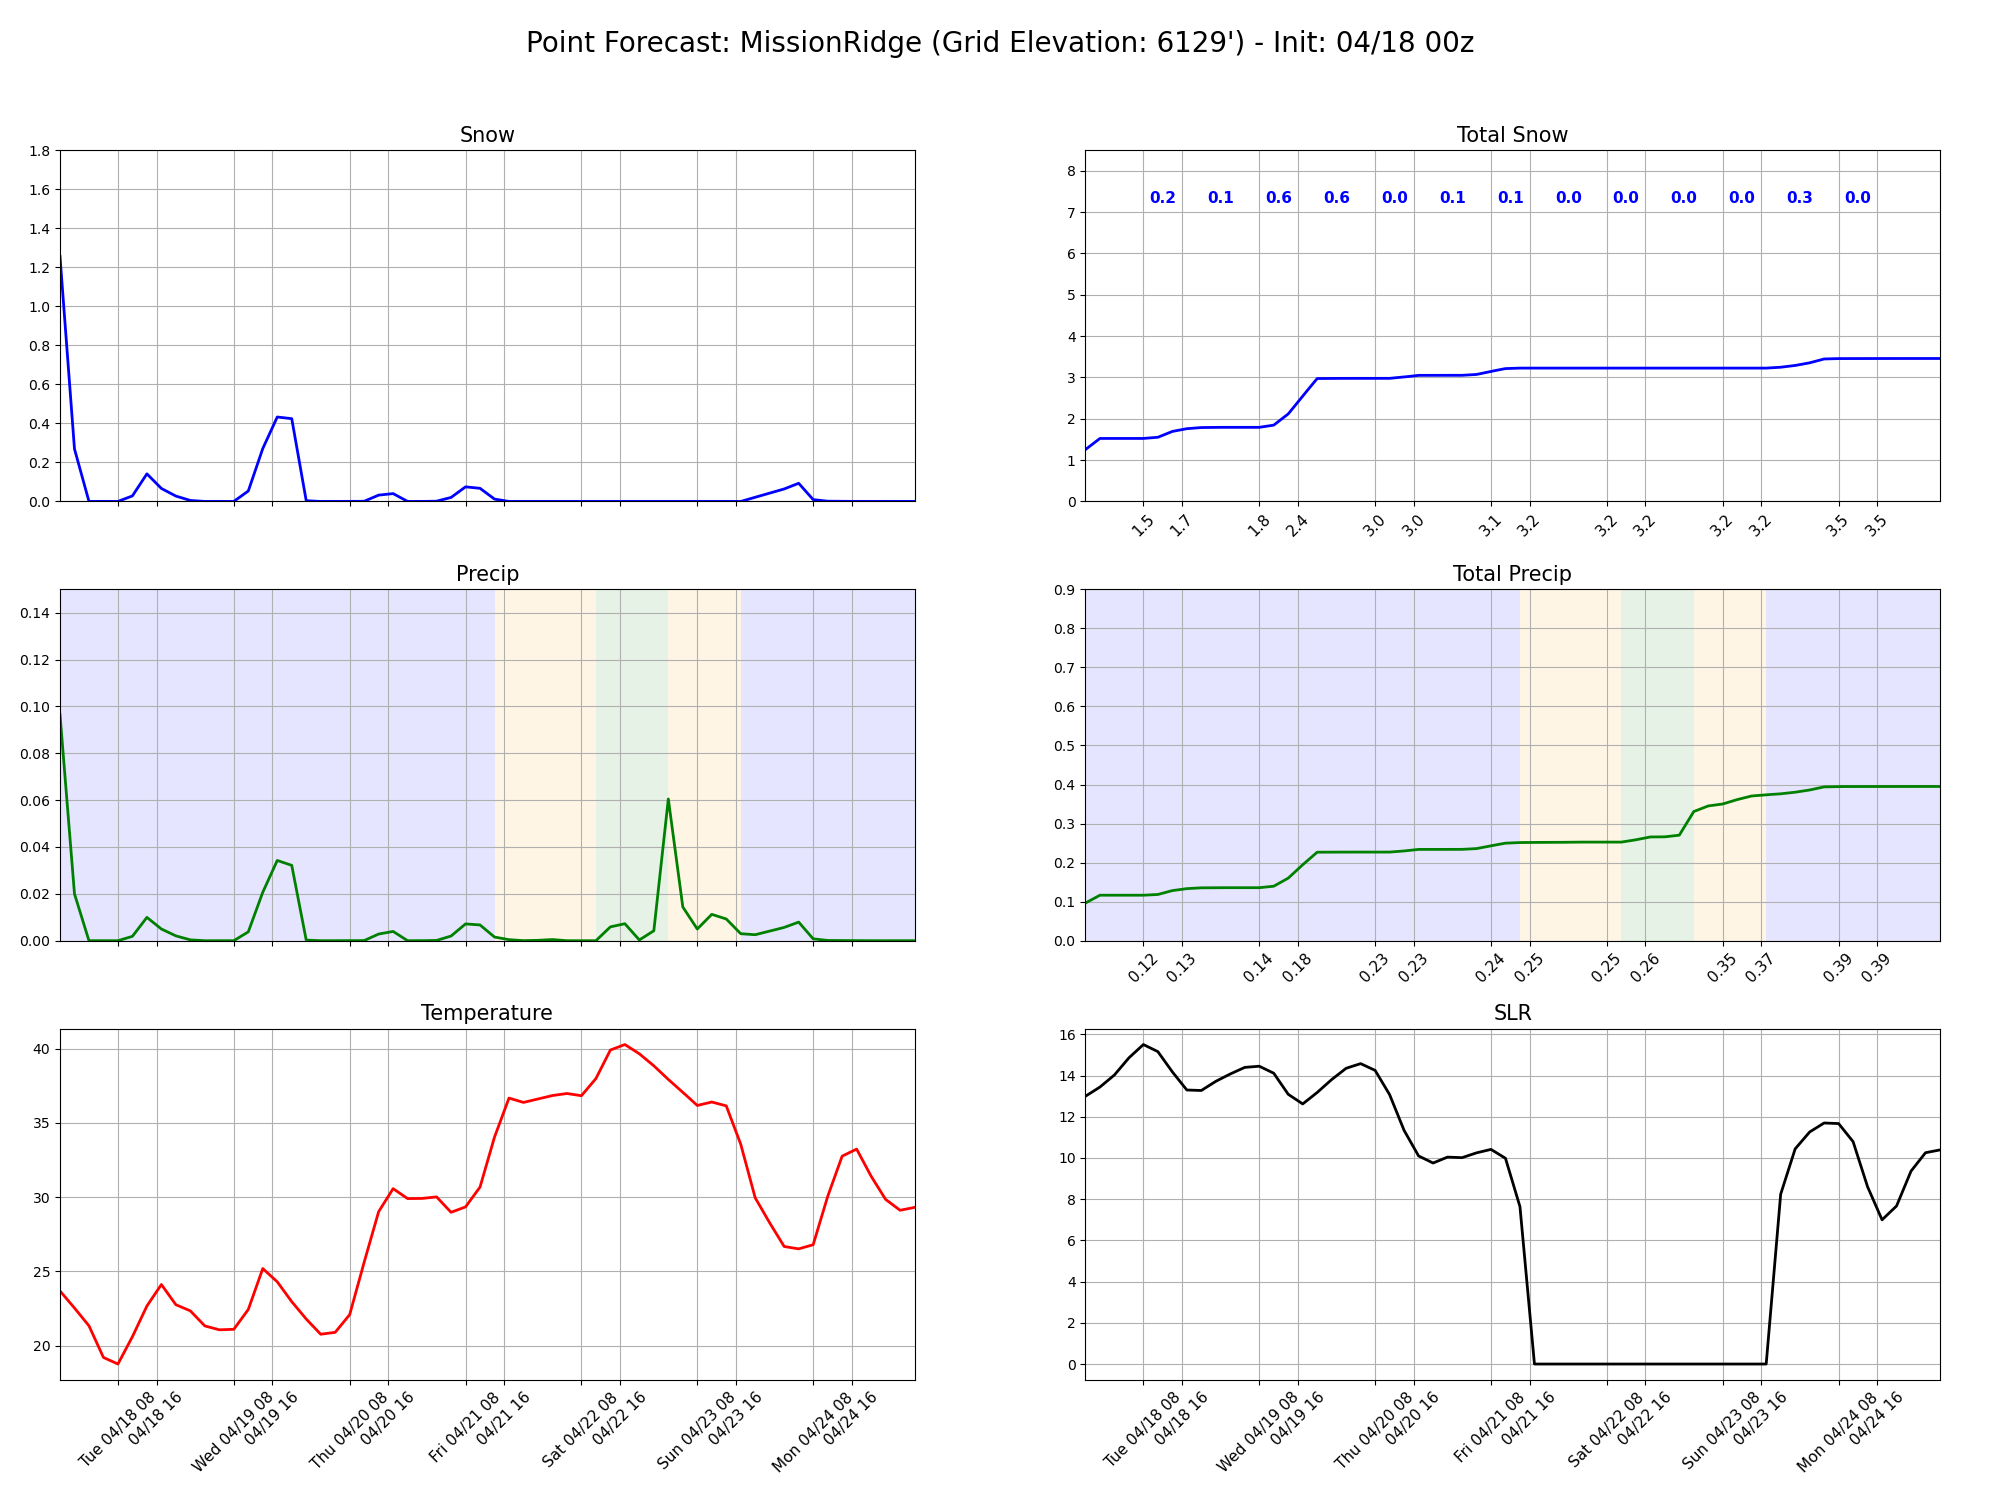 Point Forecast: MissionRidge (Grid Elevation: 6129') - Init: 04/18 00z
Snow
1.8
1.6
1.4
1.2
1.0
0.8
0.6
0.4
0.2
0.0
Total Snow
8
7
6
5
4
3
2
1
0
0.2 0.1 0.6 0.6 0.0 0.1 0.1 0.0 0.0 0.0 0.0 0.3 0.0
1.5 1.7 1.8 2.4 3.0 3.0 3.1 3.2 3.2 3.2 3.2 3.2 3.5 3.5
Precip
0.14
0.12
0.10
0.08
0.06
0.04
0.02
0.00
Total Precip
0.9
0.8
0.7
0.6
0.5
0.4
0.3
0.2
0.1
0.0
0.12 0.13 0.14 0.18 0.23 0.23 0.24 0.25 0.25 0.26 0.35 0.37 0.39 0.39
Temperature
40
35
30
25
20
Tue 04/18 08
04/18 16
Wed 04/19 08
04/19 16
Thu 04/20 08
04/20 16
Fri 04/21 08
04/21 16
Sat 04/22 08
04/22 16
Sun 04/23 08
04/23 16
Mon 04/24 08
04/24 16
SLR
16
14
12
10
8
6
4
2
0
Tue 04/18 08
04/18 16
Wed 04/19 08
04/19 16
Thu 04/20 08
04/20 16
Fri 04/21 08
04/21 16
Sat 04/22 08
04/22 16
Sun 04/23 08
04/23 16
Mon 04/24 08
04/24 16